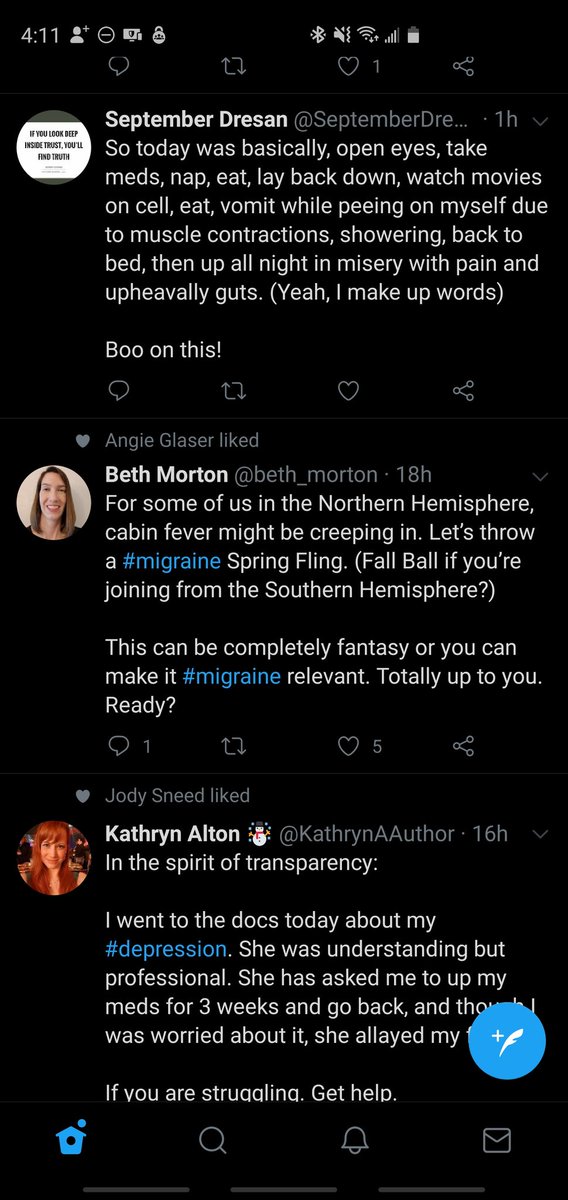 4:11
1
September Dresan @SeptemberDre... · 1h
IF YOU LOOK DEEP
INSIDE TRUST, YOU'LL
FIND TRUTH
So today was basically, open eyes, take
meds, nap, eat, lay back down, watch movies
on cell, eat, vomit while peeing on myself due
to muscle contractions, showering, back to
bed, then up all night in misery with pain and
upheavally guts. (Yeah, I make up words)
Boo on this!
Angie Glaser liked
Beth Morton @beth_morton · 18h
For some of us in the Northern Hemisphere,
cabin fever might be creeping in. Let's throw
a #migraine Spring Fling. (Fall Ball if you're
joining from the Southern Hemisphere?)
This can be completely fantasy or you can
make it #migraine relevant. Totally up to you.
Ready?
1 5
Jody Sneed liked
Kathryn Alton ☃️ @KathrynAAuthor · 16h
In the spirit of transparency:
I went to the docs today about my
#depression. She was understanding but
professional. She has asked me to up my
meds for 3 weeks and go back, and though I
was worried about it, she allayed my
If you are struggling. Get help.